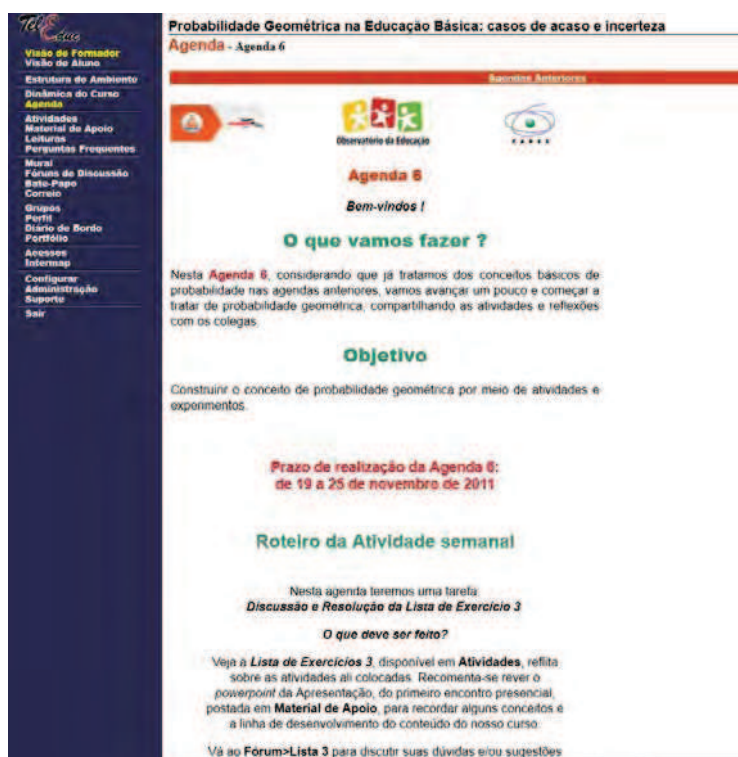 TelEduc
Visão de Formador
Visão de Aluno
Estrutura do Ambiente
Dinâmica do Curso
Agenda
Atividades
Material de Apoio
Leituras
Perguntas Frequentes
Mural
Fóruns de Discussão
Bate-Papo
Correio
Grupos
Perfil
Diário de Bordo
Portfólio
Acessos
Intermap
Configurar
Administração
Suporte
Sair
Probabilidade Geométrica na Educação Básica: casos de acaso e incerteza
Agenda - Agenda 6
Agendas Anteriores
Observatório da Educação
CAPES
Agenda 6
Bem-vindos !
O que vamos fazer ?
Nesta Agenda 6, considerando que já tratamos dos conceitos básicos de
probabilidade nas agendas anteriores, vamos avançar um pouco e começar a
tratar de probabilidade geométrica, compartilhando as atividades e reflexões
com os colegas.
Objetivo
Construir o conceito de probabilidade geométrica por meio de atividades e
experimentos.
Prazo de realização da Agenda 6:
de 19 a 25 de novembro de 2011
Roteiro da Atividade semanal
Nesta agenda teremos uma tarefa
Discussão e Resolução da Lista de Exercício 3
O que deve ser feito?
Veja a Lista de Exercícios 3, disponível em Atividades, reflita
sobre as atividades ali colocadas. Recomenta-se rever o
powerpoint da Apresentação, do primeiro encontro presencial,
postada em Material de Apoio, para recordar alguns conceitos e
a linha de desenvolvimento do conteúdo do nosso curso.
Vá ao Fórum>Lista 3 para discutir suas dúvidas e/ou sugestões